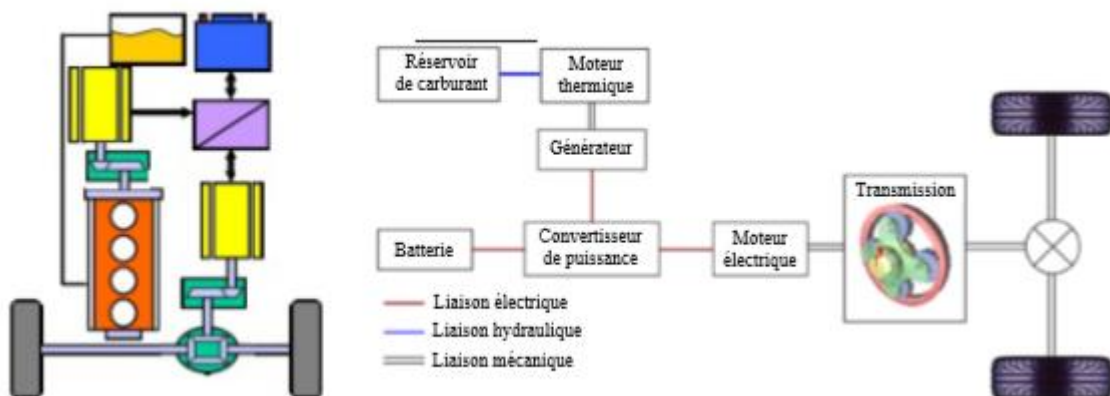 Réservoir
de carburant
Moteur
thermique
Générateur
Transmission
Batterie
Convertisseur
de puissance
Moteur
électrique
Liaison électrique
Liaison hydraulique
Liaison mécanique